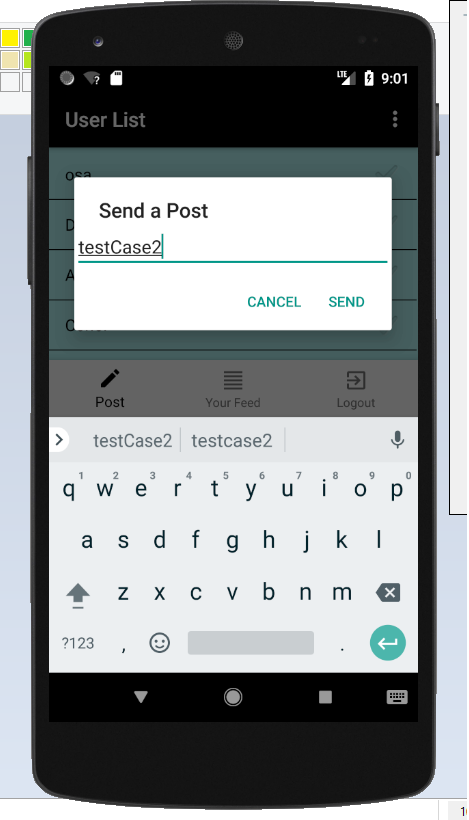 LTE 9:01
User List
osa
D
Send a Post
testCase2
A
CANCEL SEND
Post Your Feed Logout
testCase2 testcase2
q1 w2 e3 r4 t5 y6 u7 i8 o9 p0
a s d f g h j k l
z x c v b n m
?123 , .